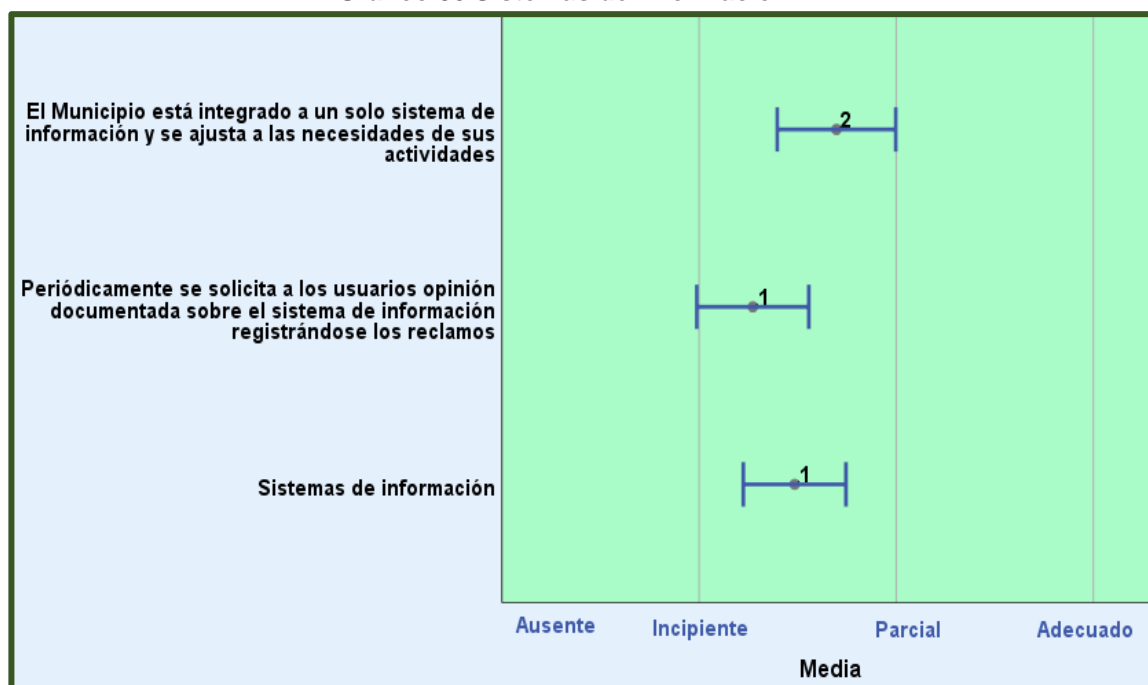 El Municipio está integrado a un solo sistema de
información y se ajusta a las necesidades de sus
actividades
2
Periódicamente se solicita a los usuarios opinión
documentada sobre el sistema de información
registrándose los reclamos
1
Sistemas de información
1
Ausente Incipiente Parcial Adecuado
Media